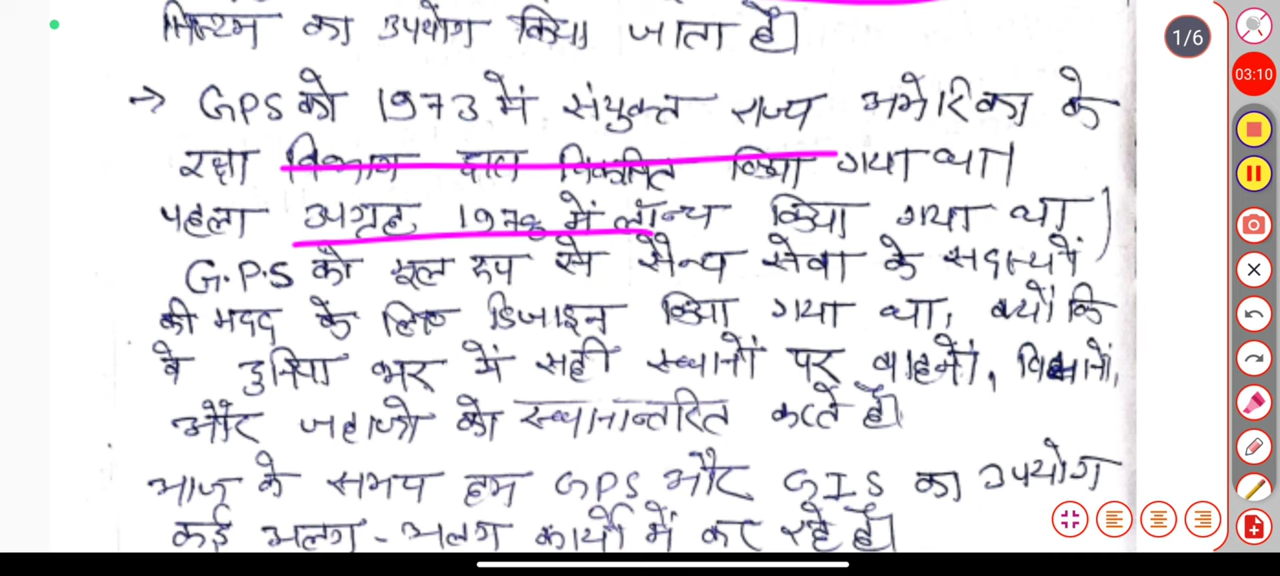 सिस्टम का उपयोग किया जाता है।
1/6
03:10
→ GPS को 1973 में संयुक्त राज्य अमेरिका के
रक्षा विभाग द्वारा विकसित किया गया था।
पहला उपग्रह 1978 में लॉन्च किया गया था
G.P.S को मूल रूप से सैन्य सेवा के सदस्यों
की मदद के लिए डिजाइन किया गया था, क्यों कि
वे दुनिया भर में सही स्थानों पर वाहनों, विमानों,
और जहाजो को स्थानान्तरित करते है।
आज के समय हम GPS और GIS का उपयोग
कई अलग-अलग कार्यो में कर रहे है।